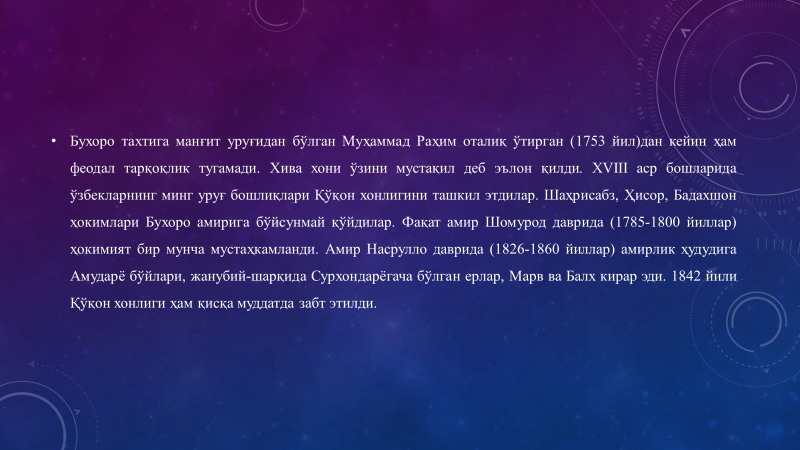 • Бухоро тахтига манғит уруғидан бўлган Муҳаммад Раҳим оталиқ ўтирган (1753 йил)дан кейин ҳам
феодал тарқоқлик тугамади. Хива хони ўзини мустақил деб эълон қилди. XVIII аср бошларида
ўзбекларнинг минг уруғ бошлиқлари Қўқон хонлигини ташкил этдилар. Шаҳрисабз, Ҳисор, Бадахшон
ҳокимлари Бухоро амирига бўйсунмай қўйдилар. Фақат амир Шомурод даврида (1785-1800 йиллар)
ҳокимият бир мунча мустаҳкамланди. Амир Насрулло даврида (1826-1860 йиллар) амирлик ҳудудига
Амударё бўйлари, жанубий-шарқида Сурхондарёгача бўлган ерлар, Марв ва Балх кирар эди. 1842 йили
Қўқон хонлиги ҳам қисқа муддатда забт этилди.